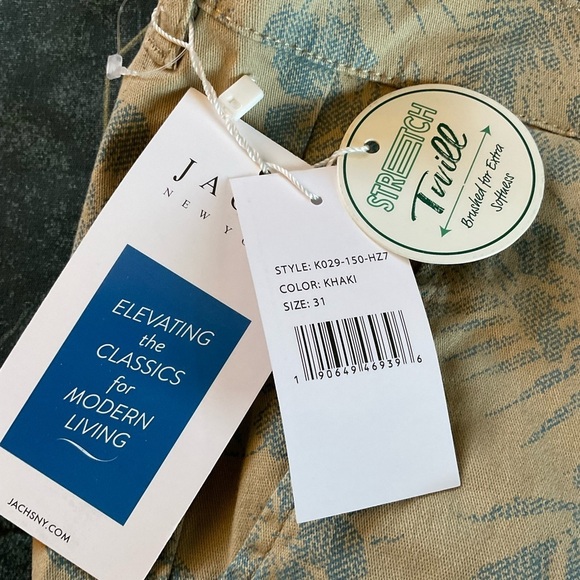 JAC
NEW Y
ELEVATING
the
CLASSICS
for
MODERN
LIVING
JACHSNY.COM
STYLE: K029-150-HZ7
COLOR: KHAKI
SIZE: 31
1 90649 46939 6
STRETCH
Twill
Brushed for Extra
Softness